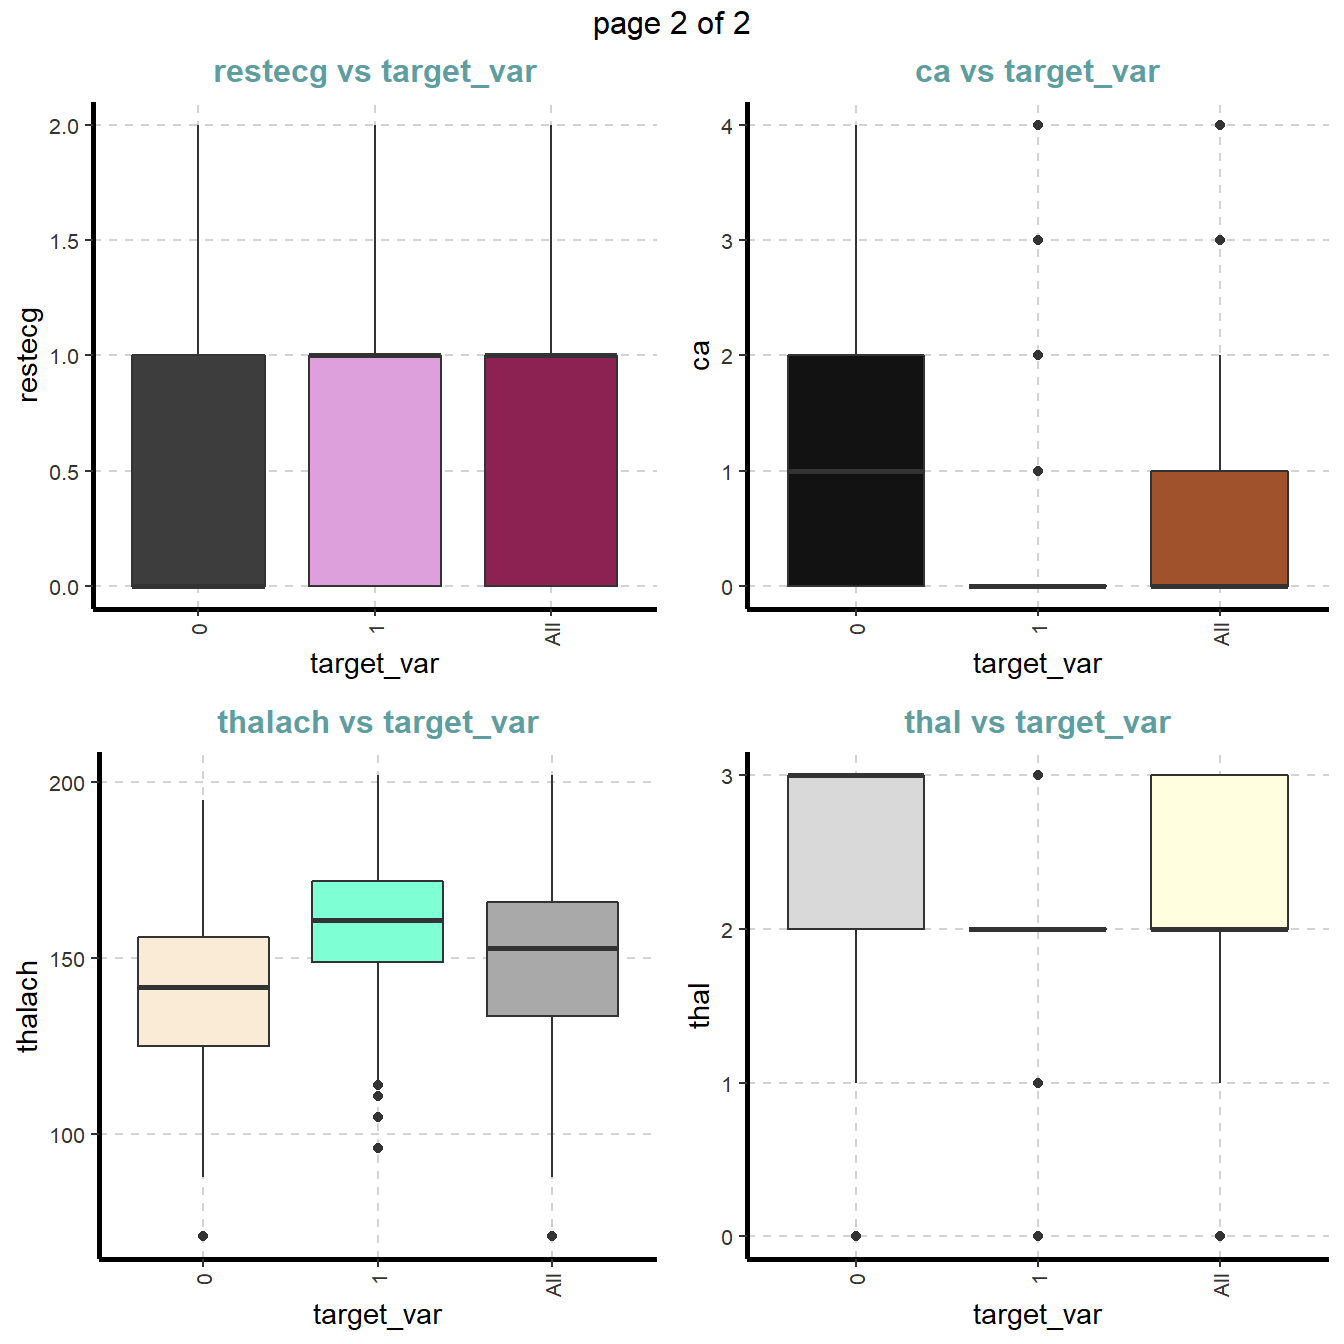 page 2 of 2
restecg vs target_var
2.0
1.5
1.0
0.5
0.0
restecg
0
1
All
target_var
ca vs target_var
4
3
2
1
0
ca
0
1
All
target_var
thalach vs target_var
200
150
100
thalach
0
1
All
target_var
thal vs target_var
3
2
1
0
thal
0
1
All
target_var